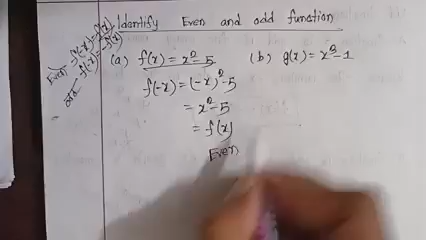 Identify Even and odd function
Even → f(-x) = f(x)
odd → f(-x) = -f(x)
(a) f(x) = x²-5
(b) g(x) = x³-1
f(-x) = (-x)²-5
= x²-5
= f(x)
Even